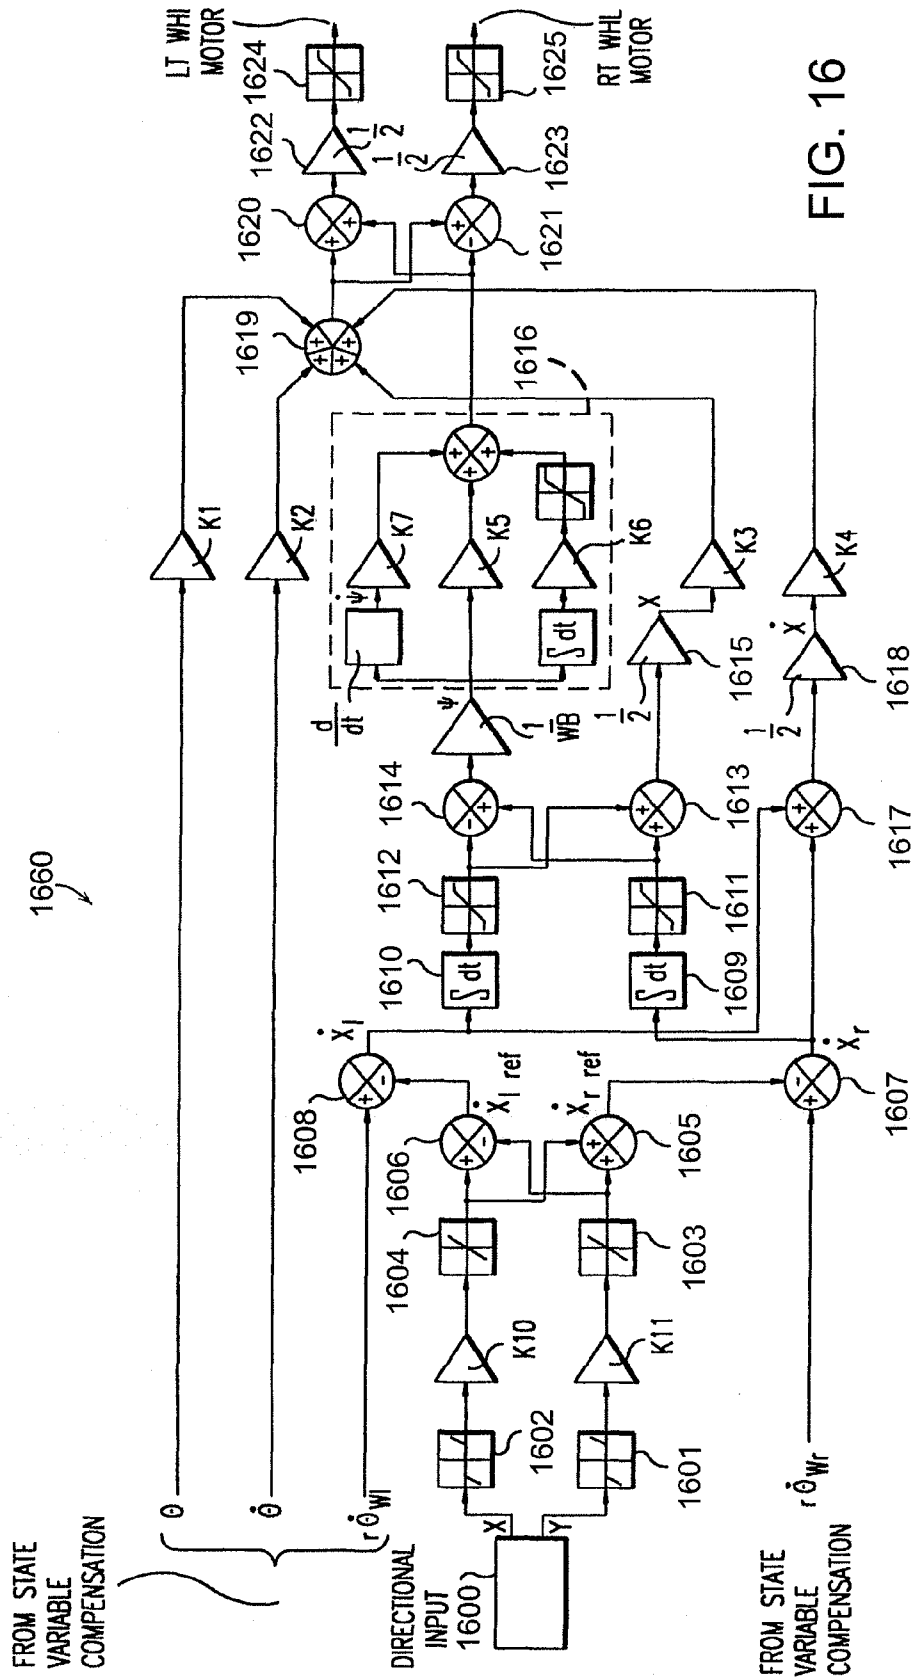 FIG. 16
1660
FROM STATE
VARIABLE
COMPENSATION
θ
θ̇
rθ̇Wl
DIRECTIONAL
INPUT
1600
X
Y
FROM STATE
VARIABLE
COMPENSATION
rθ̇Wr
1602
1601
K10
K11
1604
1603
1606
+
-
1605
+
+
Ẋl ref
Ẋr ref
1608
+
-
1607
+
-
Ẋl
Ẋr
1610
∫dt
1609
∫dt
1612
1611
1614
-
+
1613
+
+
1617
+
+
1/WB
ψ
1/2
1615
X
1/2
1618
Ẋ
d/dt
ψ̇
∫dt
K7
K5
K6
+
+
+
1616
K1
K2
K3
K4
1619
+
+
+
+
1620
+
+
1621
-
+
1622
1/2
1623
1/2
1624
1625
LT WHl
MOTOR
RT WHL
MOTOR